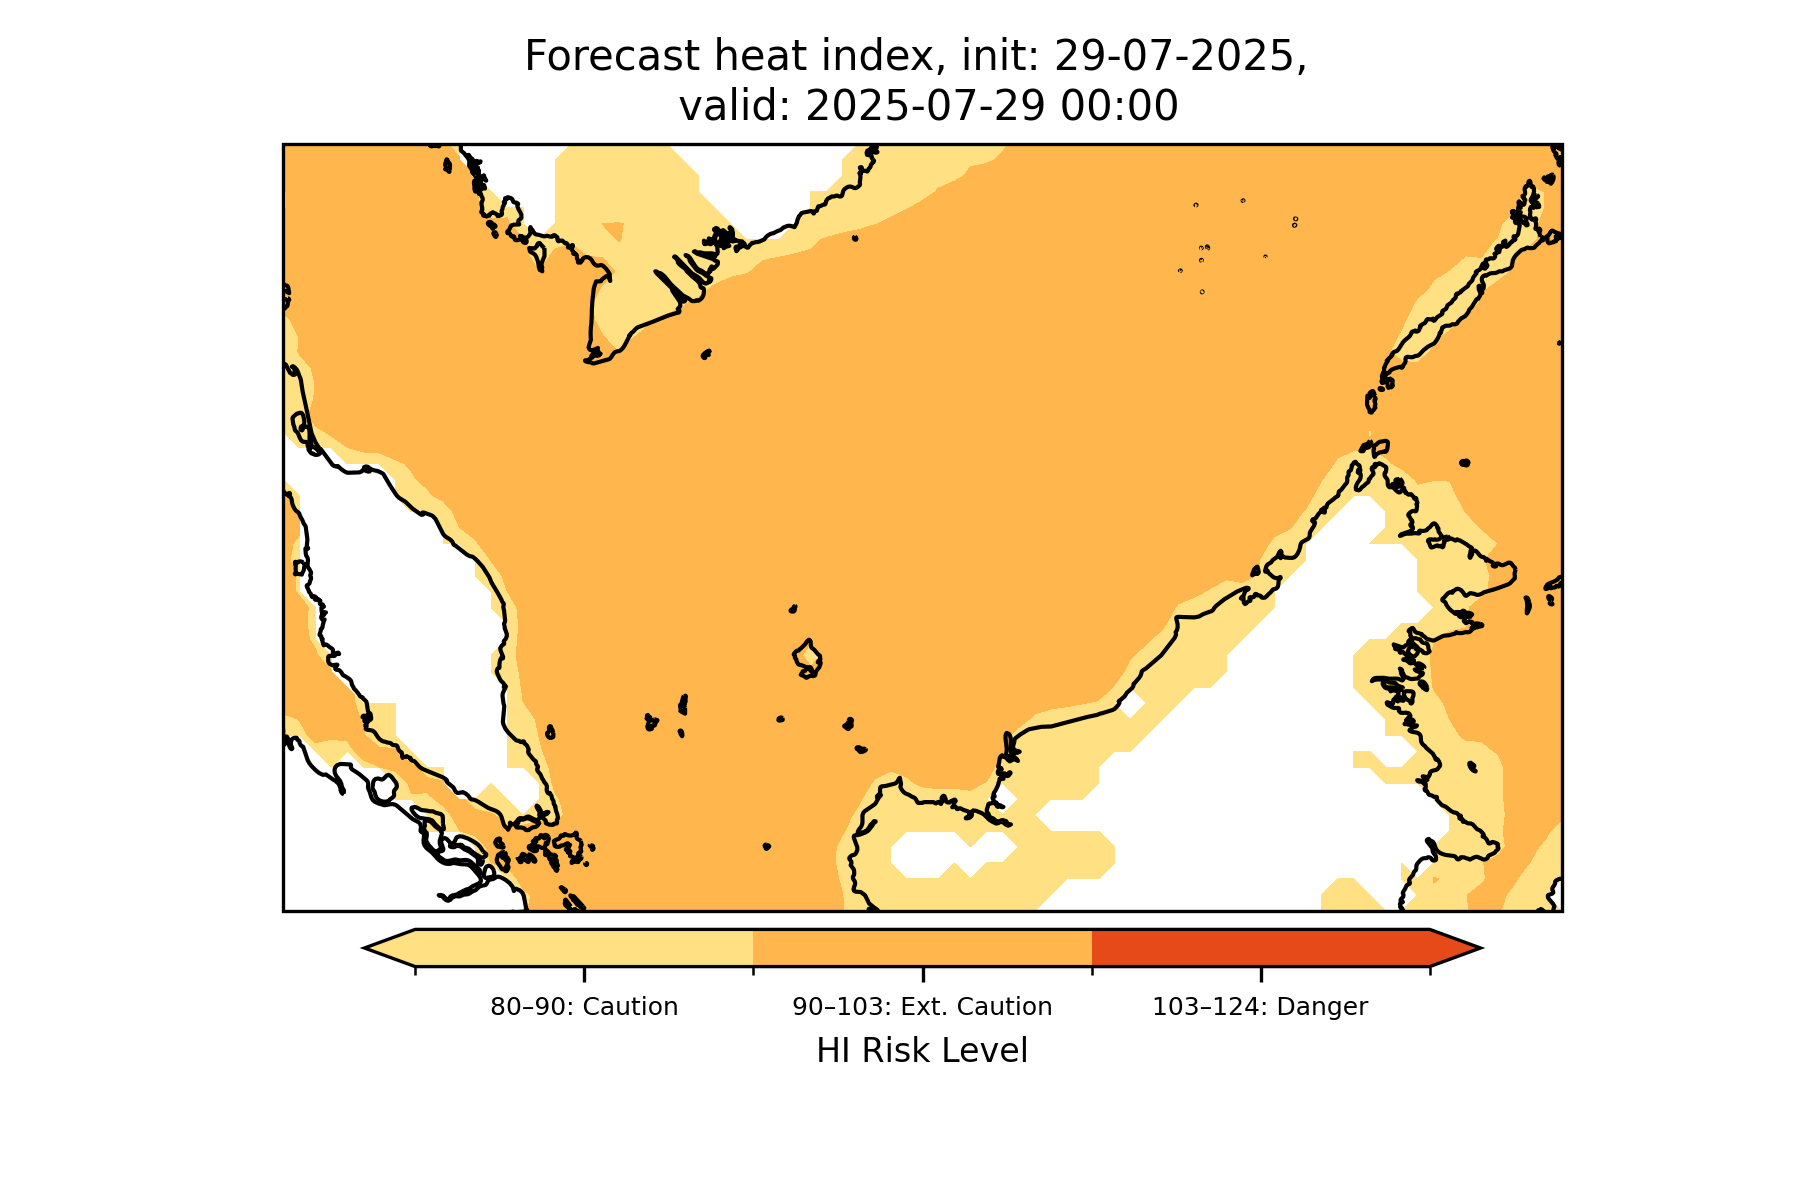 Forecast heat index, init: 29-07-2025,
valid: 2025-07-29 00:00
80–90: Caution
90–103: Ext. Caution
103–124: Danger
HI Risk Level